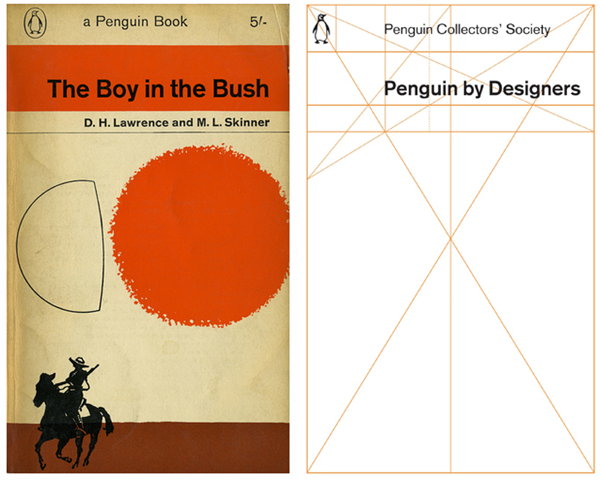 a Penguin Book 5/-
The Boy in the Bush
D. H. Lawrence and M. L. Skinner
Penguin Collectors' Society
Penguin by Designers